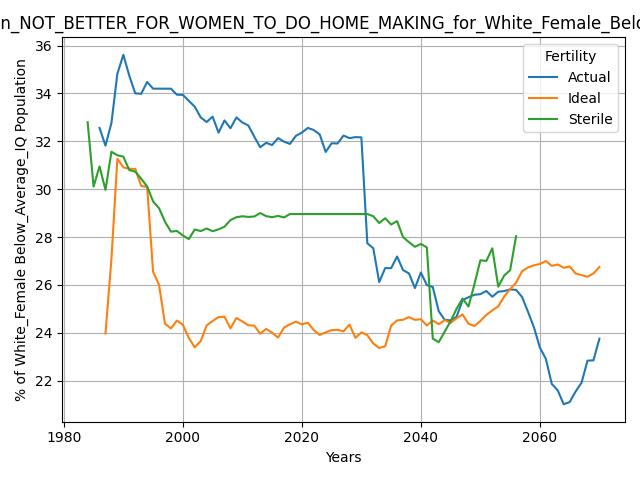 n_NOT_BETTER_FOR_WOMEN_TO_DO_HOME_MAKING_for_White_Female_Belo
% of White_Female Below_Average_IQ Population
36
34
32
30
28
26
24
22
1980
2000
2020
2040
2060
Years
Fertility
Actual
Ideal
Sterile